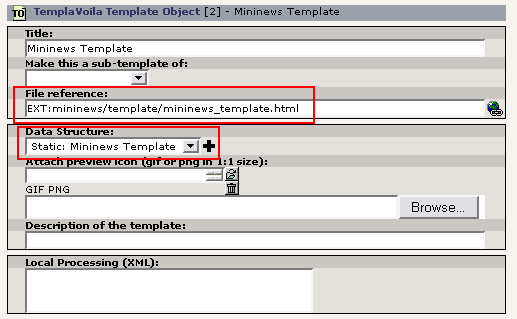 TO TemplaVoila Template Object [2] - Mininews Template
Title:
Mininews Template
Make this a sub-template of:
File reference:
EXT:mininews/template/mininews_template.html
Data Structure:
Static: Mininews Template
Attach preview icon (gif or png in 1:1 size):
GIF PNG
Browse...
Description of the template:
Local Processing (XML):